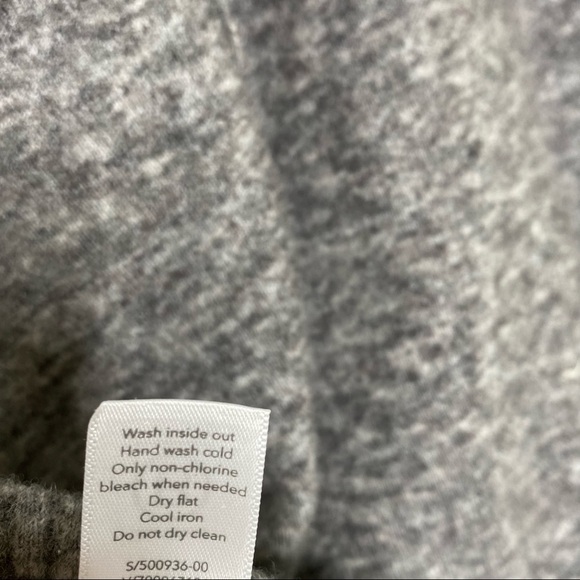 Wash inside out
Hand wash cold
Only non-chlorine
bleach when needed
Dry flat
Cool iron
Do not dry clean
S/500936-00